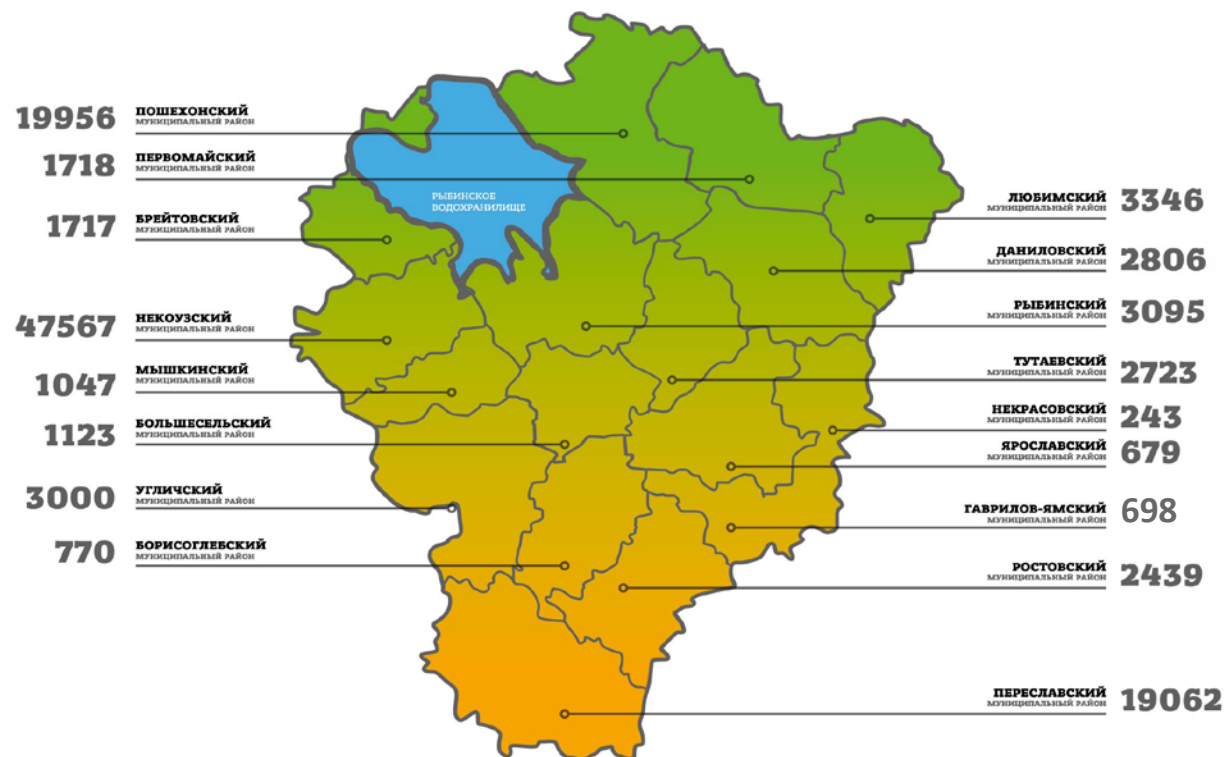 19956
ПОШЕХОНСКИЙ
МУНИЦИПАЛЬНЫЙ РАЙОН
1718
ПЕРВОМАЙСКИЙ
МУНИЦИПАЛЬНЫЙ РАЙОН
1717
БРЕЙТОВСКИЙ
МУНИЦИПАЛЬНЫЙ РАЙОН
47567
НЕКОУЗСКИЙ
МУНИЦИПАЛЬНЫЙ РАЙОН
1047
МЫШКИНСКИЙ
МУНИЦИПАЛЬНЫЙ РАЙОН
1123
БОЛЬШЕСЕЛЬСКИЙ
МУНИЦИПАЛЬНЫЙ РАЙОН
3000
УГЛИЧСКИЙ
МУНИЦИПАЛЬНЫЙ РАЙОН
770
БОРИСОГЛЕБСКИЙ
МУНИЦИПАЛЬНЫЙ РАЙОН
РЫБИНСКОЕ
ВОДОХРАНИЛИЩЕ
ЛЮБИМСКИЙ
МУНИЦИПАЛЬНЫЙ РАЙОН
3346
ДАНИЛОВСКИЙ
МУНИЦИПАЛЬНЫЙ РАЙОН
2806
РЫБИНСКИЙ
МУНИЦИПАЛЬНЫЙ РАЙОН
3095
ТУТАЕВСКИЙ
МУНИЦИПАЛЬНЫЙ РАЙОН
2723
НЕКРАСОВСКИЙ
МУНИЦИПАЛЬНЫЙ РАЙОН
243
ЯРОСЛАВСКИЙ
МУНИЦИПАЛЬНЫЙ РАЙОН
679
ГАВРИЛОВ-ЯМСКИЙ
МУНИЦИПАЛЬНЫЙ РАЙОН
698
РОСТОВСКИЙ
МУНИЦИПАЛЬНЫЙ РАЙОН
2439
ПЕРЕСЛАВСКИЙ
МУНИЦИПАЛЬНЫЙ РАЙОН
19062